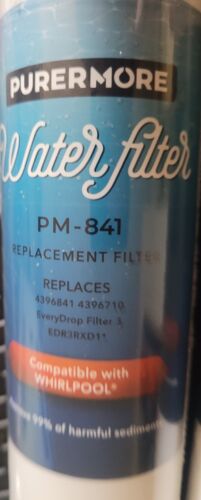 PURERMORE
Water filter
PM-841
REPLACEMENT FILTER
REPLACES
4396841 4396710
EveryDrop Filter 3
EDR3RXD1*
Compatible with
WHIRLPOOL®
99% of harmful sediment